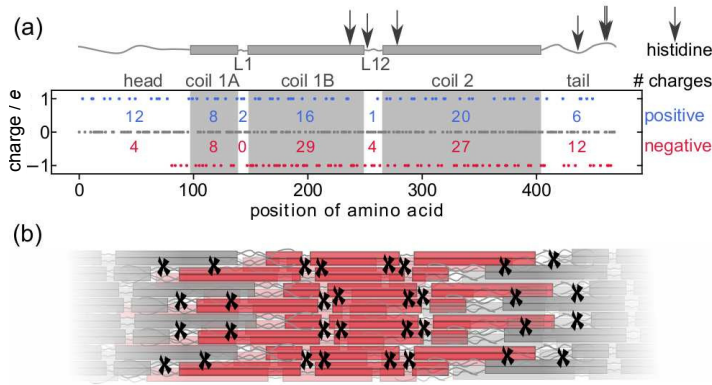 (a)
histidine
L1 L12
head coil 1A coil 1B coil 2 tail # charges
1
12 8 2 16 1 20 6 positive
0
4 8 0 29 4 27 12 negative
−1
charge / e
0 100 200 300 400
position of amino acid
(b)